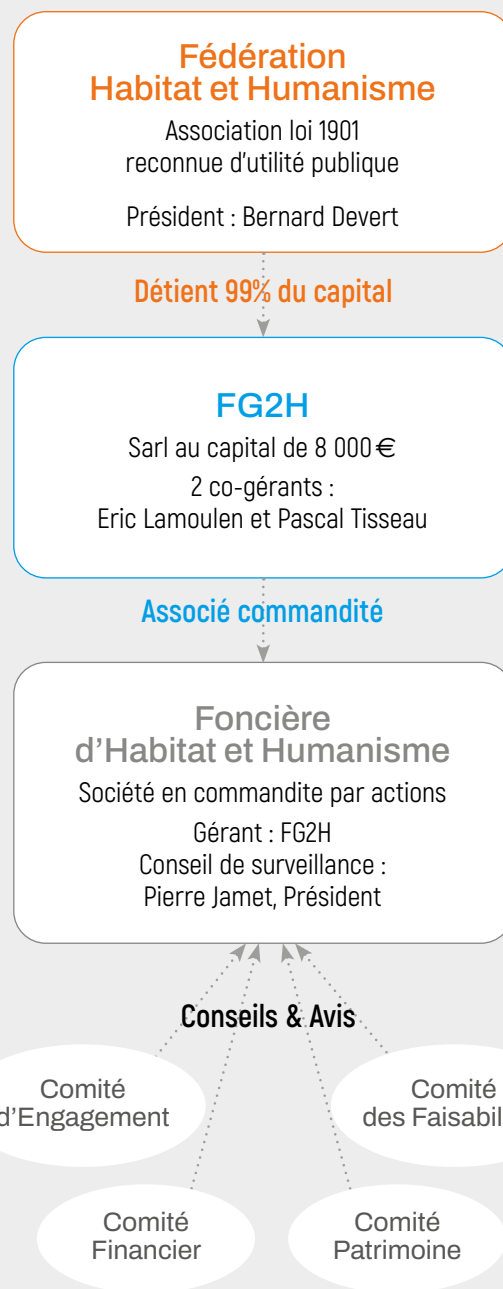 Fédération
Habitat et Humanisme
Association loi 1901
reconnue d'utilité publique
Président : Bernard Devert
Détient 99% du capital
FG2H
Sarl au capital de 8 000 €
2 co-gérants :
Eric Lamoulen et Pascal Tisseau
Associé commandité
Foncière
d'Habitat et Humanisme
Société en commandite par actions
Gérant : FG2H
Conseil de surveillance :
Pierre Jamet, Président
Conseils & Avis
Comité
d'Engagement
Comité
des
Comité
Financier
Comité
Patrimoine